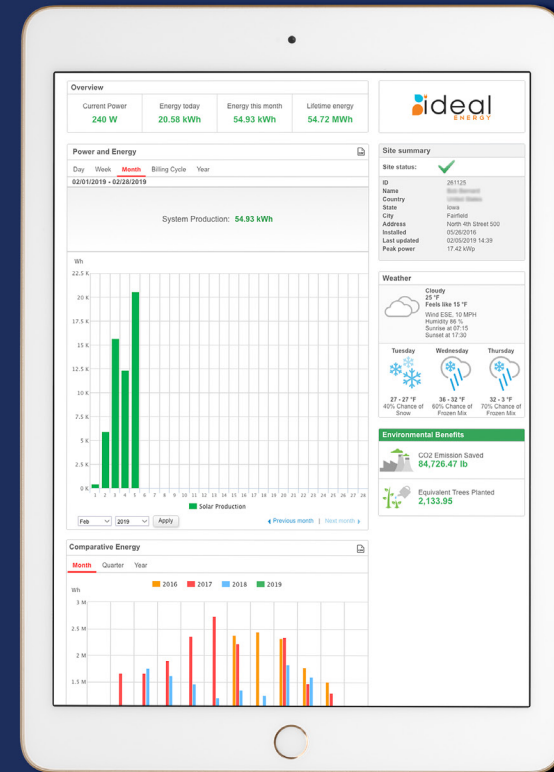 Overview
Current Power
Energy today
Energy this month
Lifetime energy
240 W
20.58 kWh
54.93 kWh
54.72 MWh
ideal
ENERGY
Power and Energy
Day Week Month Billing Cycle Year
02/01/2019 - 02/28/2019
System Production: 54.93 kWh
Wh
22.5 K
20 K
17.5 K
15 K
12.5 K
10 K
7.5 K
5 K
2.5 K
0 K
1 2 3 4 5 6 7 8 9 10 11 12 13 14 15 16 17 18 19 20 21 22 23 24 25 26 27 28
Solar Production
Feb 2019 Apply
Previous month | Next month
Site summary
Site status:
ID 261125
Name
Country
State Iowa
City Fairfield
Address North 4th Street 500
Installed 05/26/2016
Last updated 02/05/2019 14:39
Peak power 17.42 kWp
Weather
Cloudy
25 °F
Feels like 15 °F
Wind ESE, 10 MPH
Humidity 86 %
Sunrise at 07:15
Sunset at 17:30
Tuesday
Wednesday
Thursday
27 - 27 °F
40% Chance of
Snow
36 - 32 °F
60% Chance of
Frozen Mix
32 - 3 °F
70% Chance of
Frozen Mix
Environmental Benefits
CO2 Emission Saved
84,726.47 lb
Equivalent Trees Planted
2,133.95
Comparative Energy
Month Quarter Year
2016 2017 2018 2019
Wh
3 M
2.5 M
2 M
1.5 M